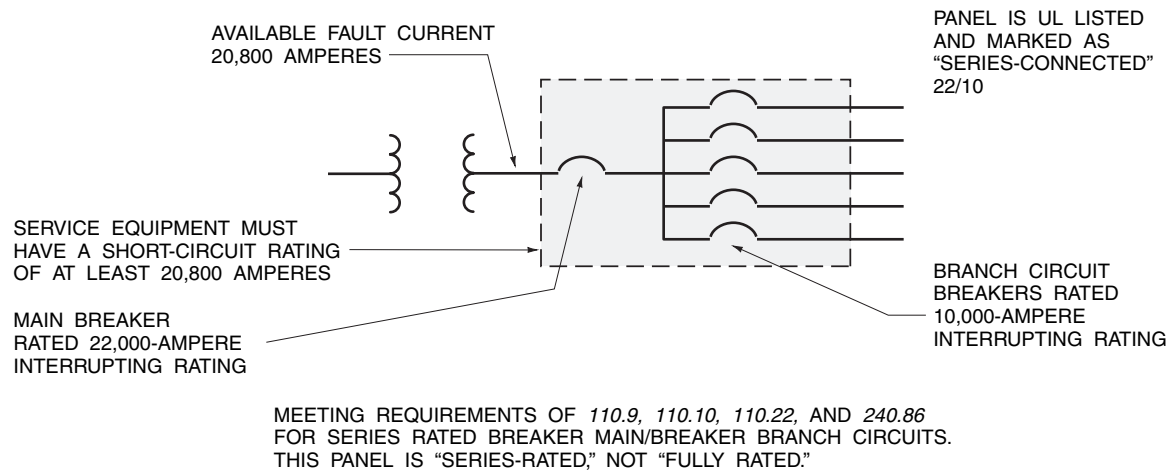 AVAILABLE FAULT CURRENT
20,800 AMPERES
PANEL IS UL LISTED
AND MARKED AS
“SERIES-CONNECTED”
22/10
SERVICE EQUIPMENT MUST
HAVE A SHORT-CIRCUIT RATING
OF AT LEAST 20,800 AMPERES
MAIN BREAKER
RATED 22,000-AMPERE
INTERRUPTING RATING
BRANCH CIRCUIT
BREAKERS RATED
10,000-AMPERE
INTERRUPTING RATING
MEETING REQUIREMENTS OF 110.9, 110.10, 110.22, AND 240.86
FOR SERIES RATED BREAKER MAIN/BREAKER BRANCH CIRCUITS.
THIS PANEL IS “SERIES-RATED,” NOT “FULLY RATED.”